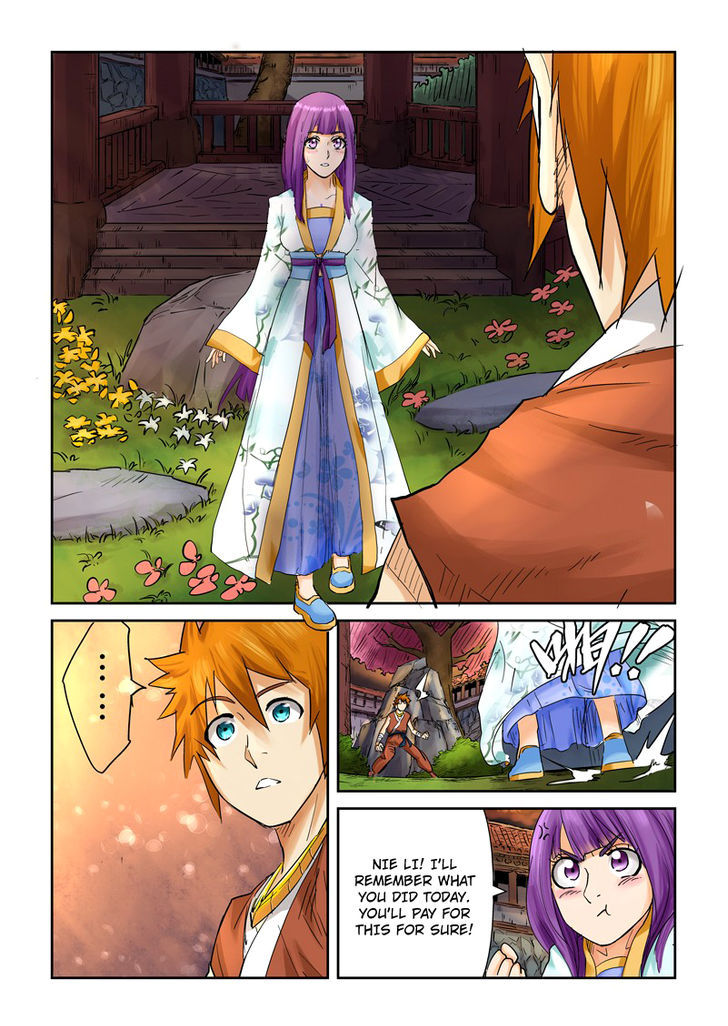 ......
NIE LI! I'LL
REMEMBER WHAT
YOU DID TODAY.
YOU'LL PAY FOR
THIS FOR SURE!